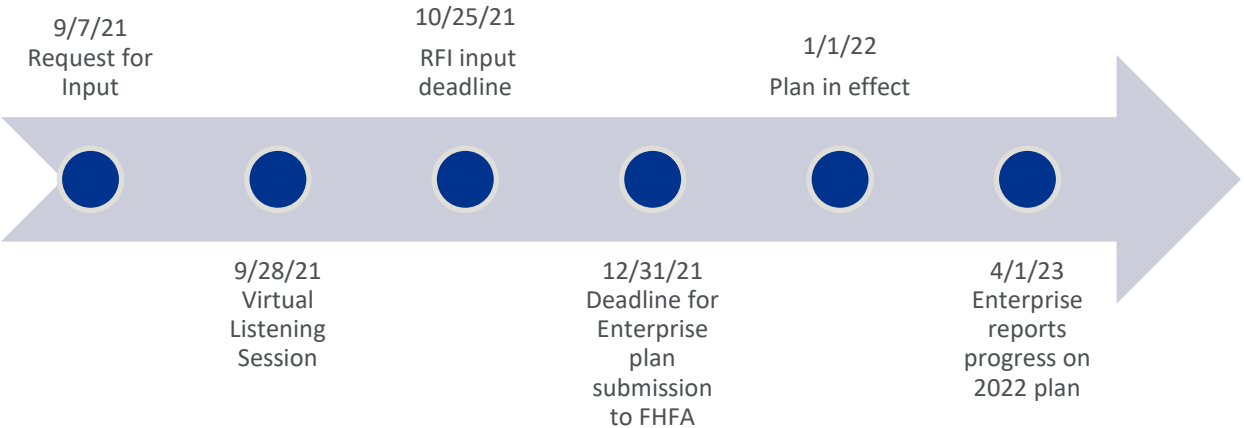 9/7/21
Request for
Input
9/28/21
Virtual
Listening
Session
10/25/21
RFI input
deadline
12/31/21
Deadline for
Enterprise
plan
submission
to FHFA
1/1/22
Plan in effect
4/1/23
Enterprise
reports
progress on
2022 plan